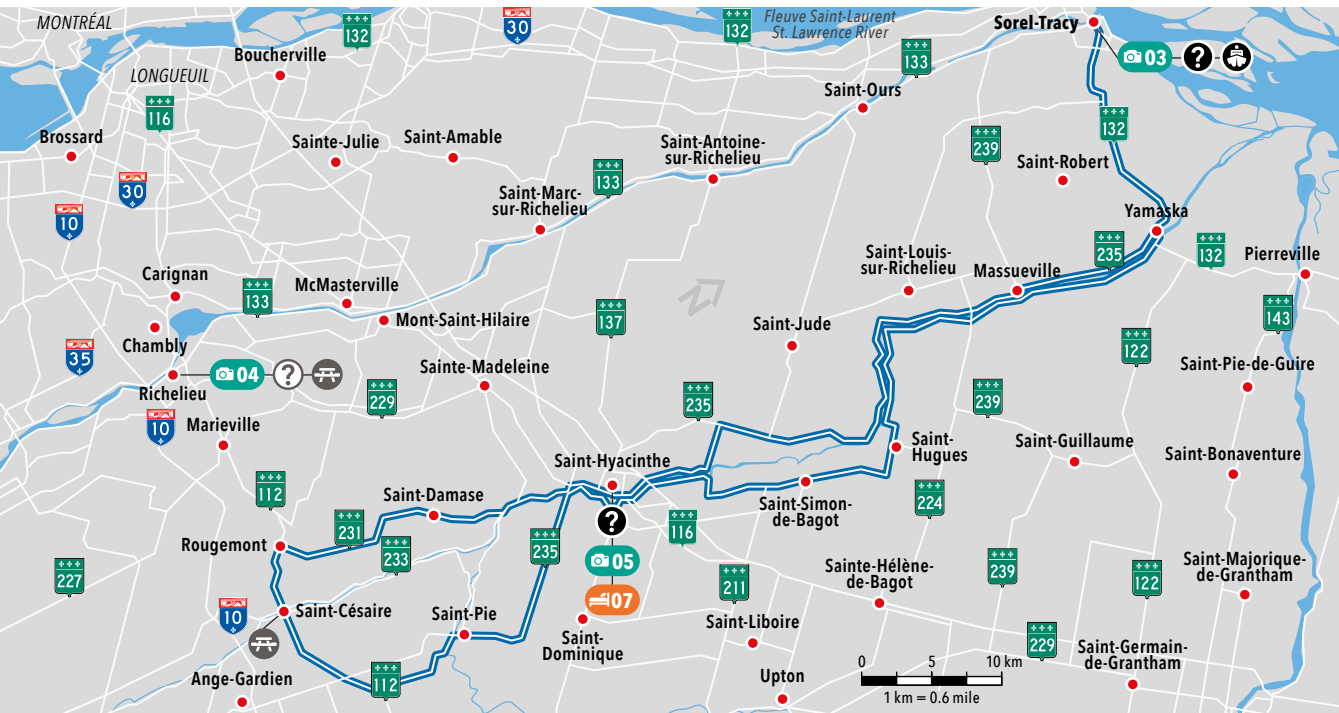 MONTRÉAL
132
30
132
Fleuve Saint-Laurent
St. Lawrence River
Sorel-Tracy
03
?
Boucherville
LONGUEUIL
133
116
Saint-Ours
132
Brossard
Sainte-Julie
Saint-Amable
Saint-Antoine-
sur-Richelieu
239
Saint-Robert
30
133
Saint-Marc-
sur-Richelieu
10
Yamaska
235
132
Saint-Louis-
sur-Richelieu
Massueville
Pierreville
Carignan
133
McMasterville
N
143
Mont-Saint-Hilaire
137
Saint-Jude
122
Chambly
35
Sainte-Madeleine
Saint-Pie-de-Guire
04
?
Richelieu
229
235
239
10
Marieville
Saint-
Hugues
Saint-Guillaume
Saint-Bonaventure
Saint-Hyacinthe
112
Saint-Damase
Saint-Simon-
de-Bagot
224
?
231
116
Rougemont
233
235
05
Sainte-Hélène-
de-Bagot
239
Saint-Majorique-
de-Grantham
227
211
122
07
10
Saint-Césaire
Saint-Pie
Saint-
Dominique
Saint-Liboire
229
Saint-Germain-
de-Grantham
112
Ange-Gardien
Upton
0 5 10 km
1 km = 0.6 mile